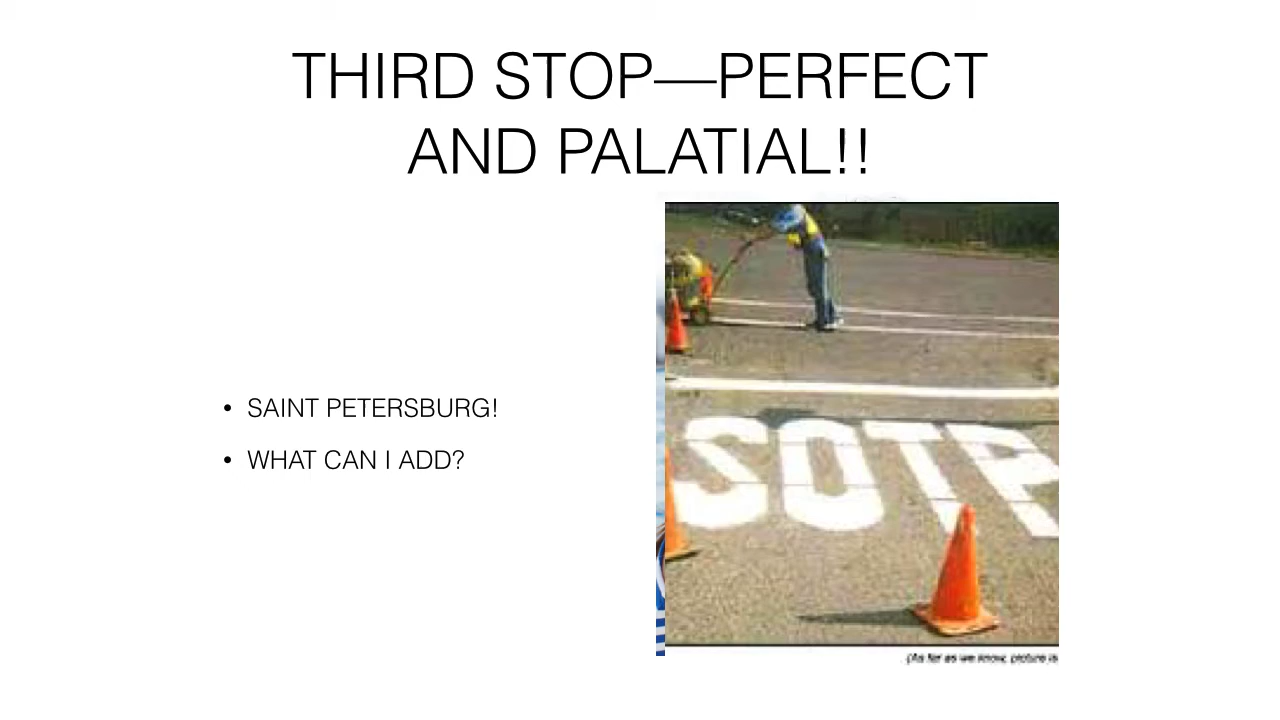 THIRD STOP—PERFECT
AND PALATIAL!!
• SAINT PETERSBURG!
• WHAT CAN I ADD?
SOTP
(As far as we know, picture is